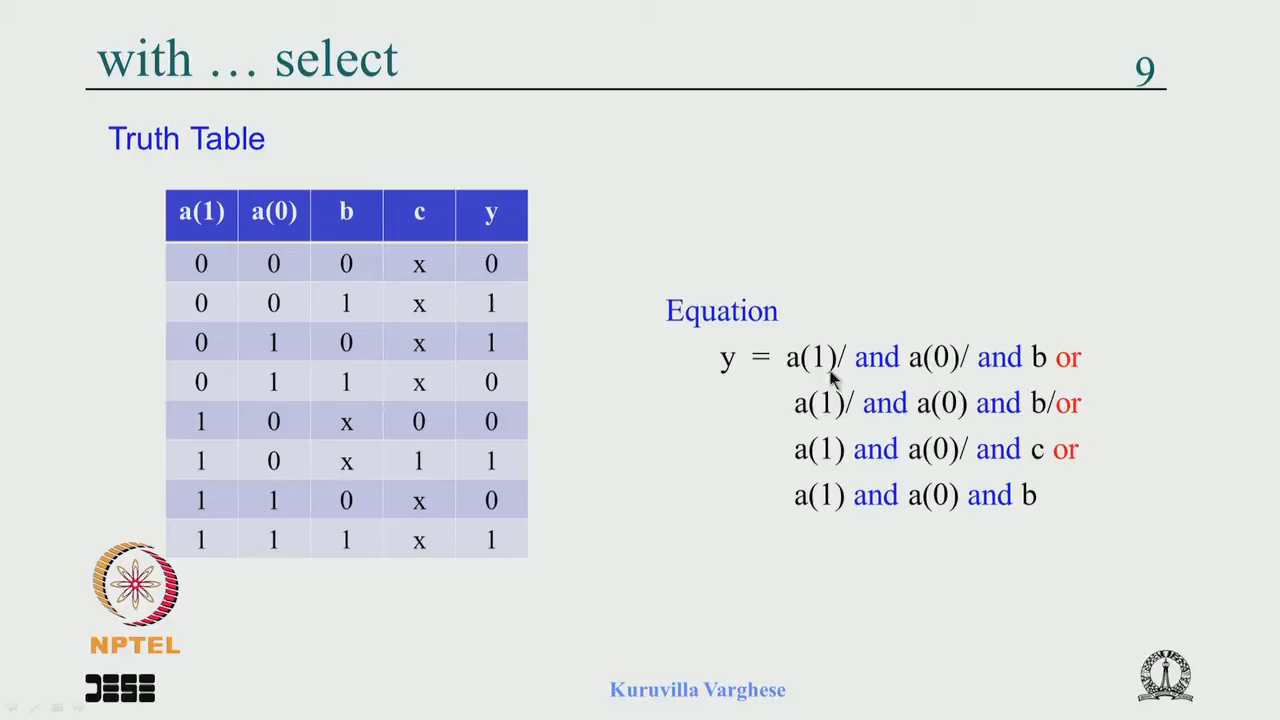 with … select
9
Truth Table
a(1) a(0) b c y
0 0 0 x 0
0 0 1 x 1
0 1 0 x 1
0 1 1 x 0
1 0 x 0 0
1 0 x 1 1
1 1 0 x 0
1 1 1 x 1
Equation
y = a(1)/ and a(0)/ and b or
a(1)/ and a(0) and b/or
a(1) and a(0)/ and c or
a(1) and a(0) and b
NPTEL
DESE
Kuruvilla Varghese